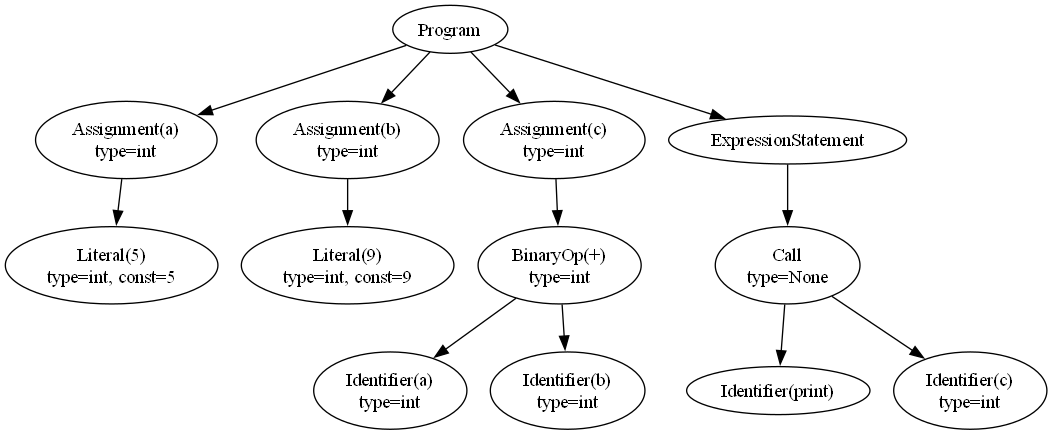 Program
Assignment(a)
type=int
Assignment(b)
type=int
Assignment(c)
type=int
ExpressionStatement
Literal(5)
type=int, const=5
Literal(9)
type=int, const=9
BinaryOp(+)
type=int
Call
type=None
Identifier(a)
type=int
Identifier(b)
type=int
Identifier(print)
Identifier(c)
type=int